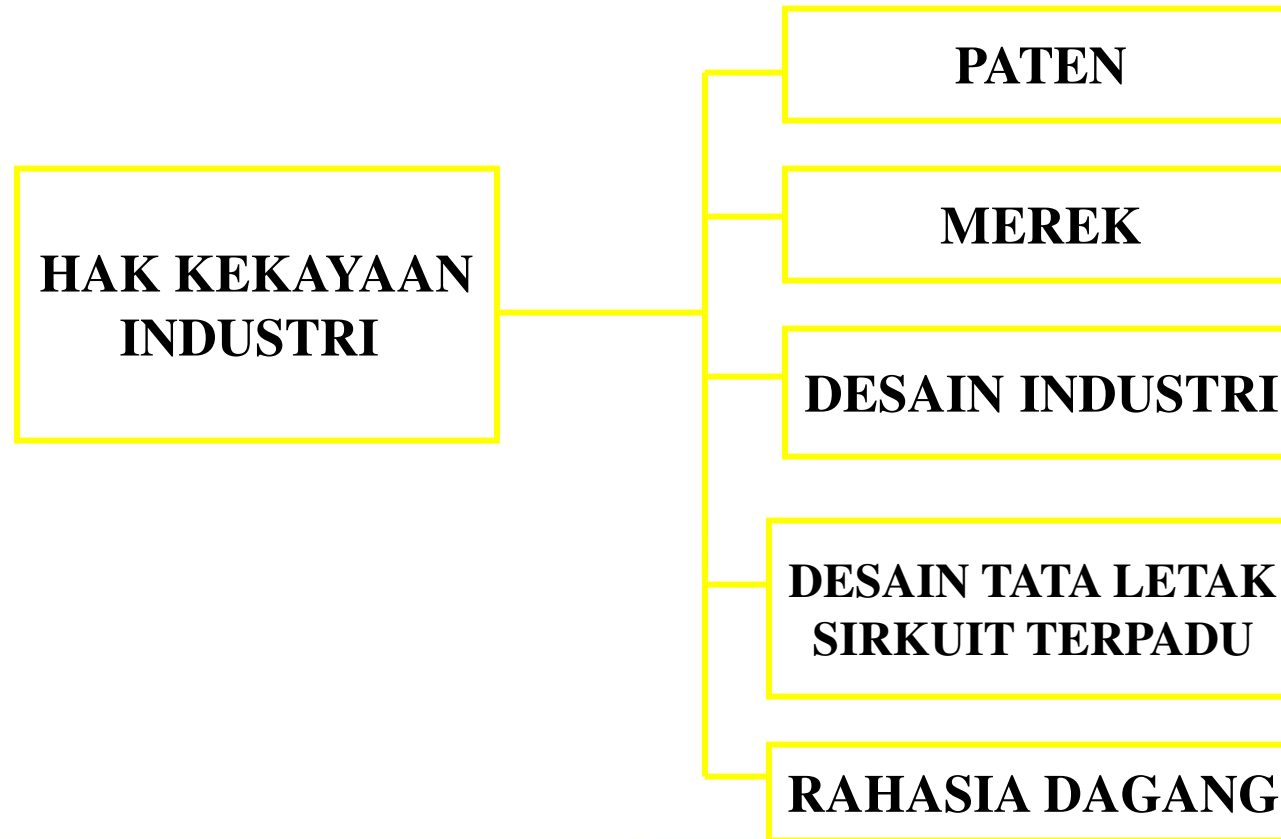 HAK KEKAYAAN
INDUSTRI
PATEN
MEREK
DESAIN INDUSTRI
DESAIN TATA LETAK
SIRKUIT TERPADU
RAHASIA DAGANG